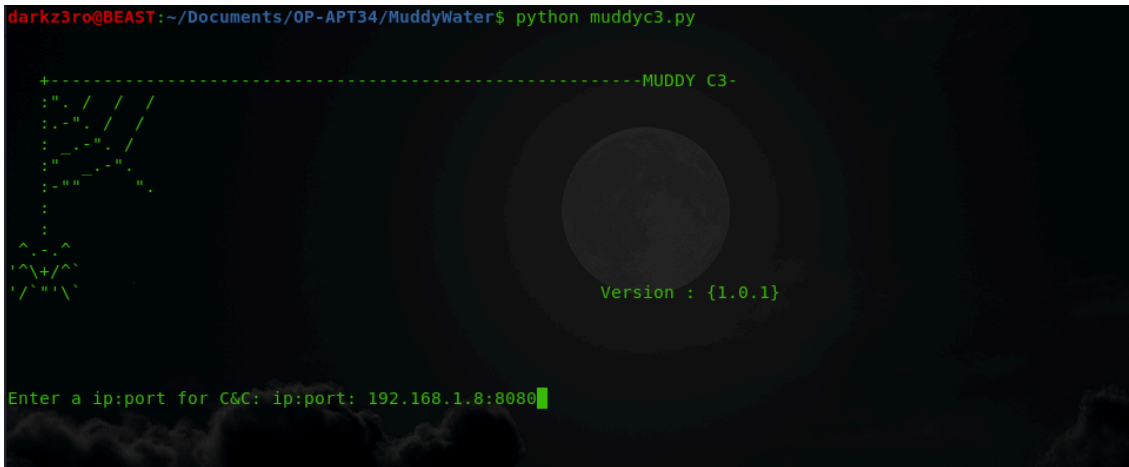 darkz3ro@BEAST:~/Documents/OP-APT34/MuddyWater$ python muddyc3.py
+--------------------------------------------------------MUDDY C3-
:". /  /  /
:.-". /  /
: _.-". /
:"  _.-".
:-""     ".
:
:
^.-.^
'^\+/^`
'/`"'\`
Version : {1.0.1}
Enter a ip:port for C&C: ip:port: 192.168.1.8:8080